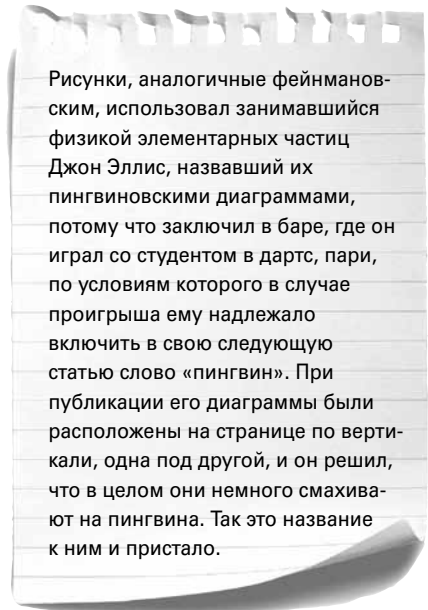 Рисунки, аналогичные фейнманов-
ским, использовал занимавшийся
физикой элементарных частиц
Джон Эллис, назвавший их
пингвиновскими диаграммами,
потому что заключил в баре, где он
играл со студентом в дартс, пари,
по условиям которого в случае
проигрыша ему надлежало
включить в свою следующую
статью слово «пингвин». При
публикации его диаграммы были
расположены на странице по верти-
кали, одна под другой, и он решил,
что в целом они немного смахива-
ют на пингвина. Так это название
к ним и пристало.